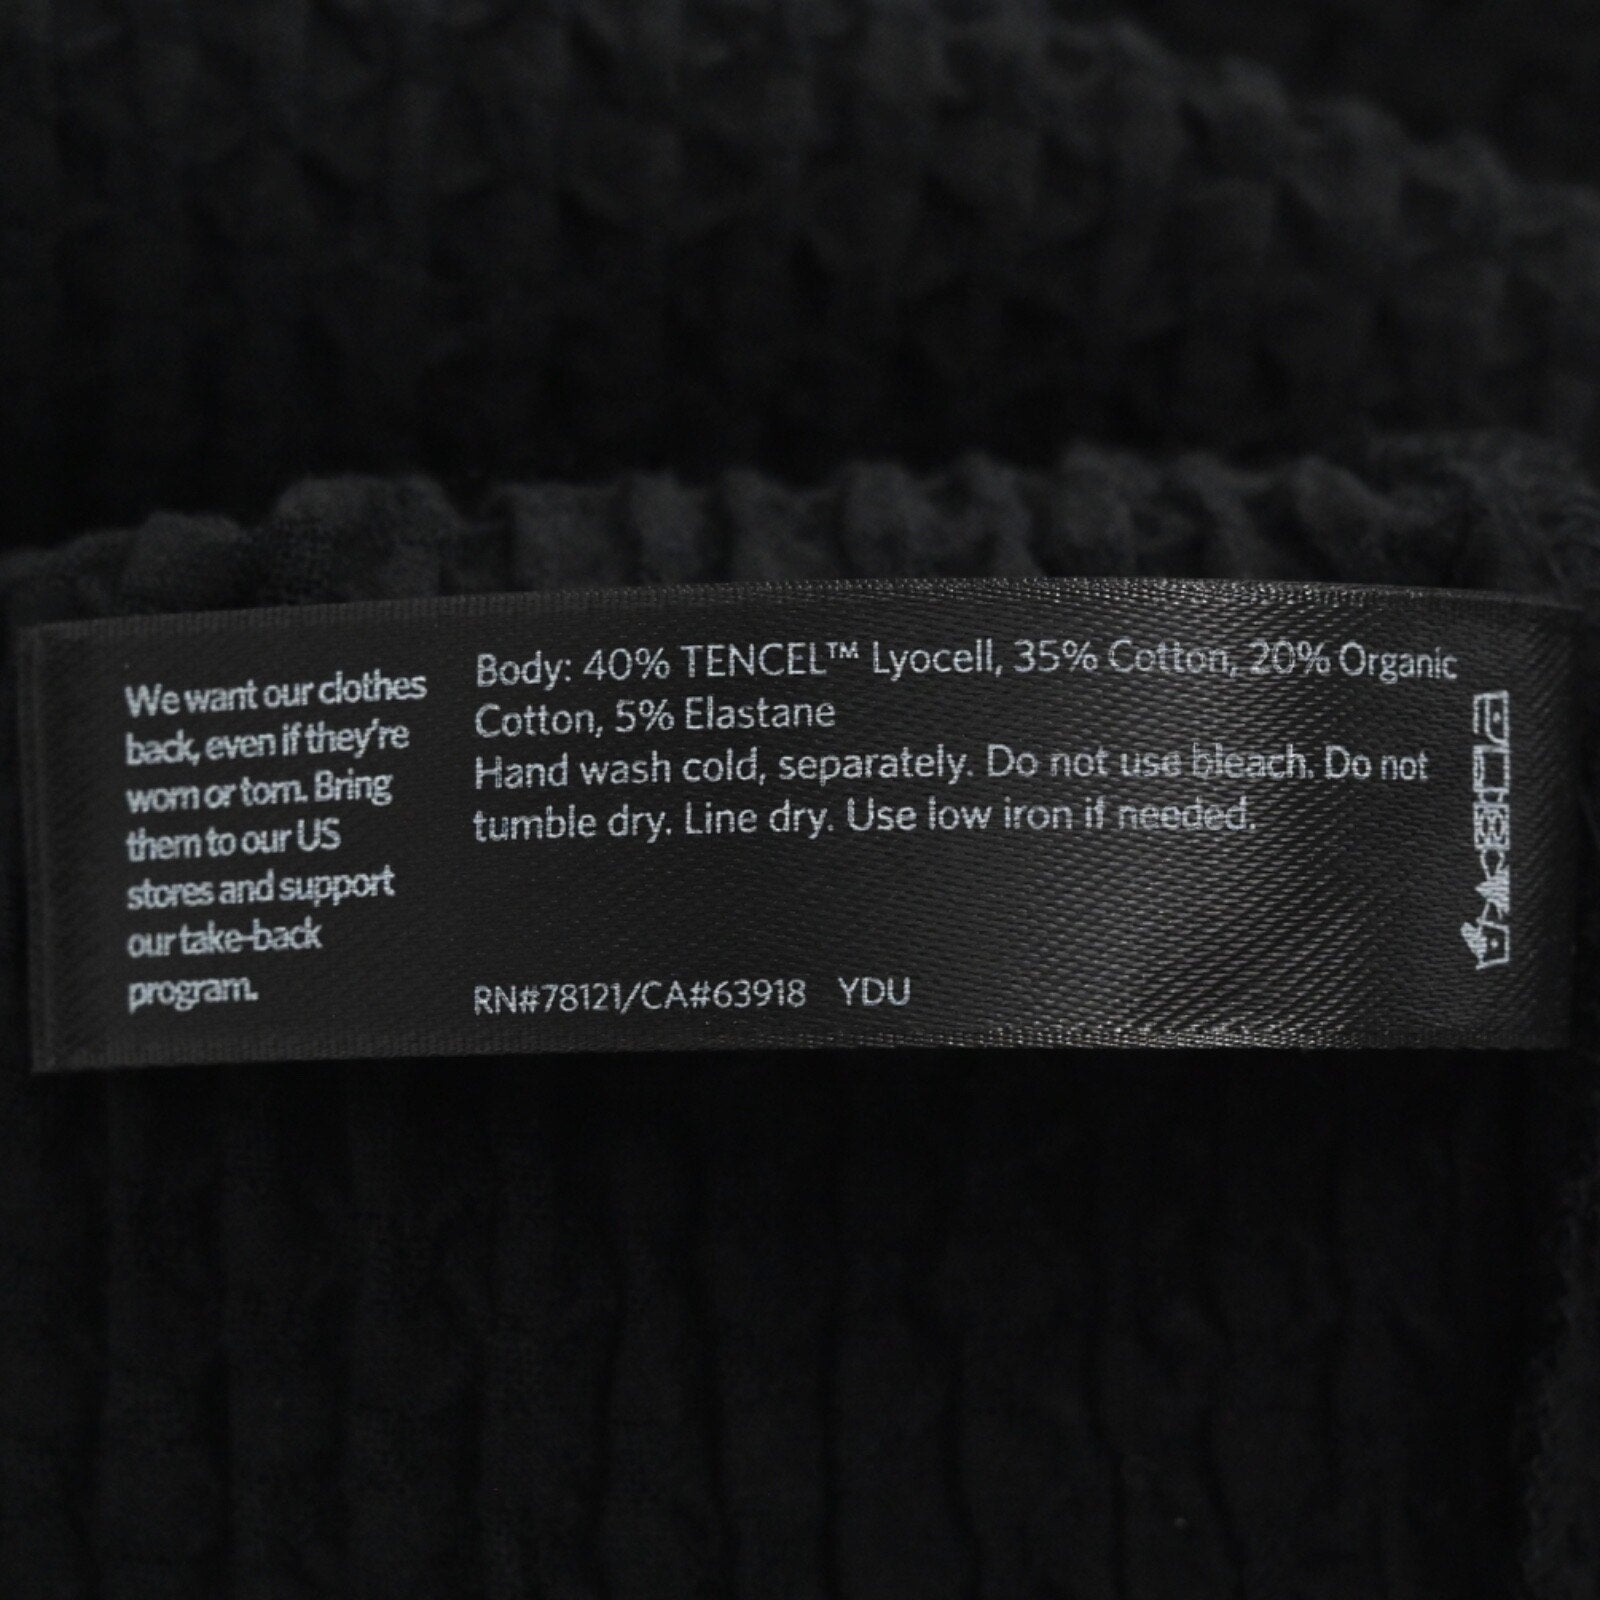 We want our clothes
back, even if they're
worn or torn. Bring
them to our US
stores and support
our take-back
program.
Body: 40% TENCEL™ Lyocell, 35% Cotton, 20% Organic
Cotton, 5% Elastane
Hand wash cold, separately. Do not use bleach. Do not
tumble dry. Line dry. Use low iron if needed.
RN#78121/CA#63918 YDU